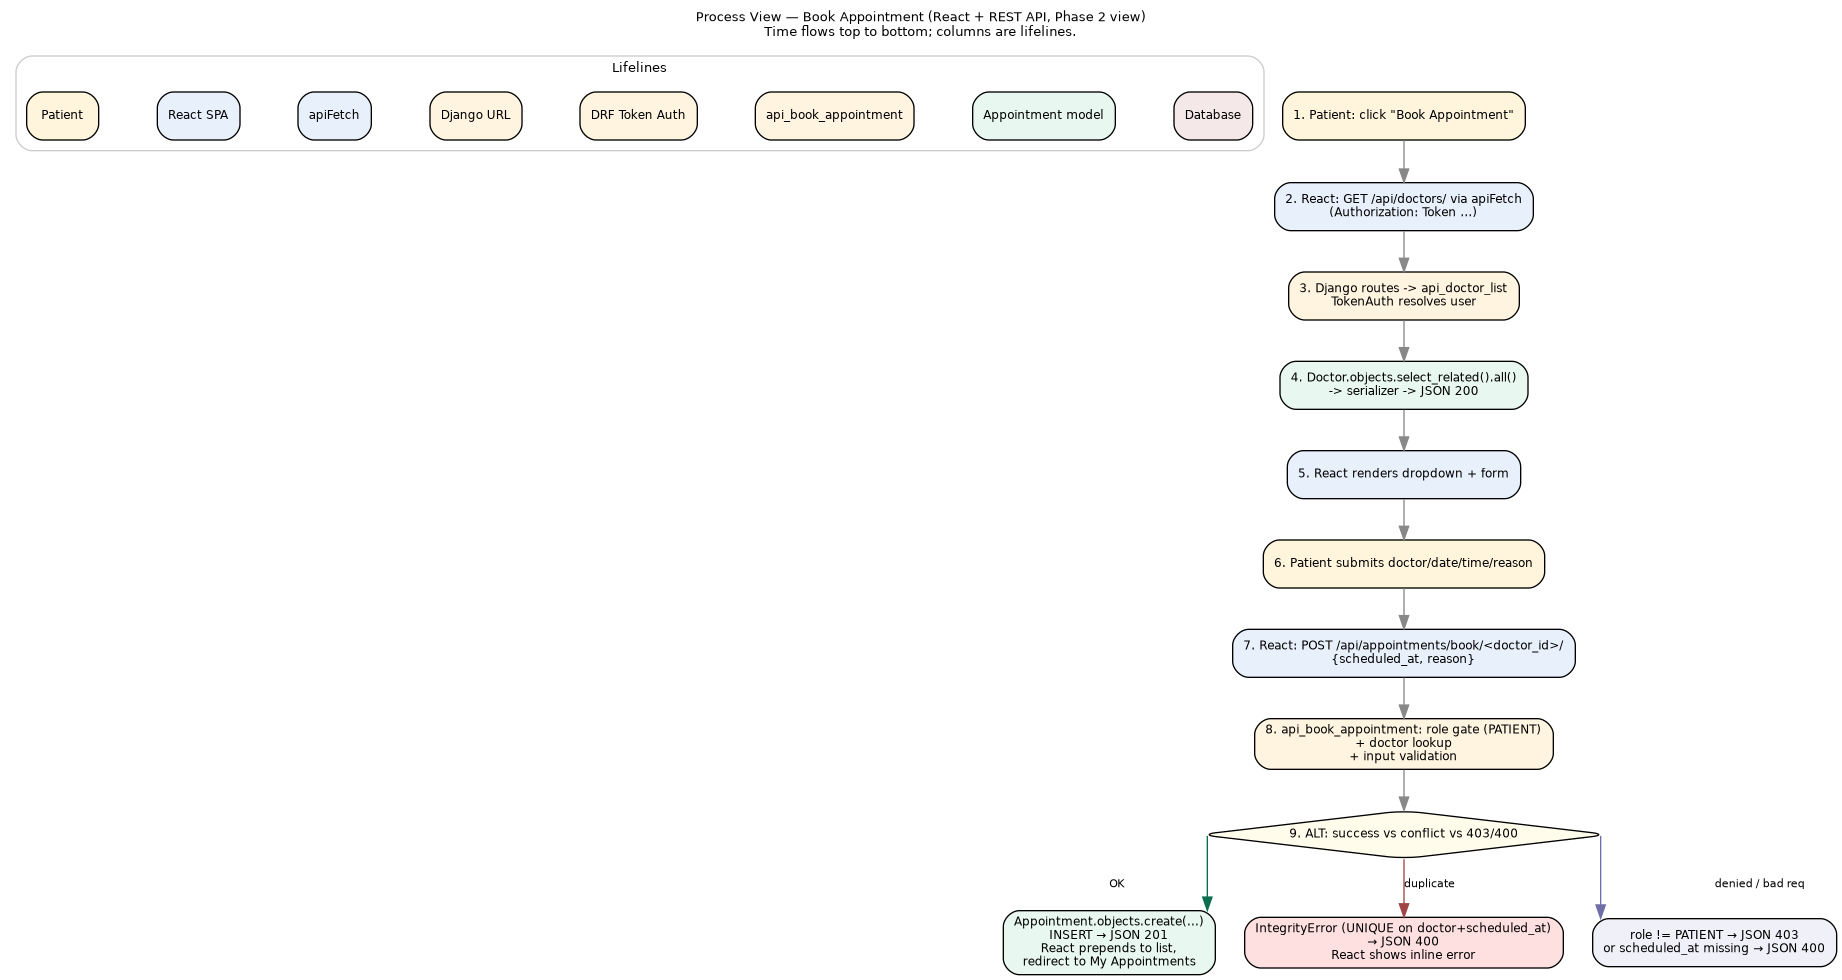 Process View — Book Appointment (React + REST API, Phase 2 view)
Time flows top to bottom; columns are lifelines.
Lifelines
Patient
React SPA
apiFetch
Django URL
DRF Token Auth
api_book_appointment
Appointment model
Database
1. Patient: click "Book Appointment"
2. React: GET /api/doctors/ via apiFetch
(Authorization: Token ...)
3. Django routes -> api_doctor_list
TokenAuth resolves user
4. Doctor.objects.select_related().all()
-> serializer -> JSON 200
5. React renders dropdown + form
6. Patient submits doctor/date/time/reason
7. React: POST /api/appointments/book/<doctor_id>/
{scheduled_at, reason}
8. api_book_appointment: role gate (PATIENT)
+ doctor lookup
+ input validation
9. ALT: success vs conflict vs 403/400
OK
duplicate
denied / bad req
Appointment.objects.create(...)
INSERT → JSON 201
React prepends to list,
redirect to My Appointments
IntegrityError (UNIQUE on doctor+scheduled_at)
→ JSON 400
React shows inline error
role != PATIENT → JSON 403
or scheduled_at missing → JSON 400